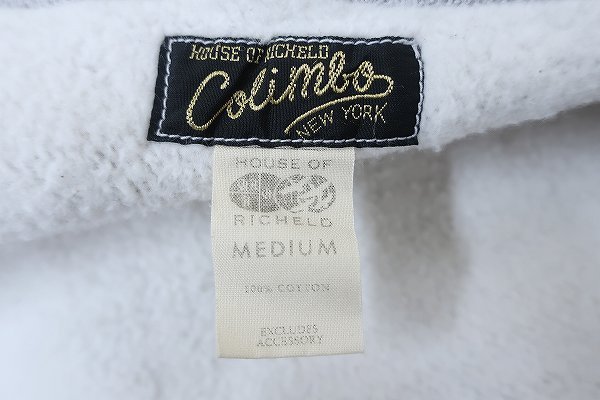 HOUSE OF RICHELD
Colimbo
NEW YORK
HOUSE OF
RICHELD
MEDIUM
100% COTTON
EXCLUDES
ACCESSORY